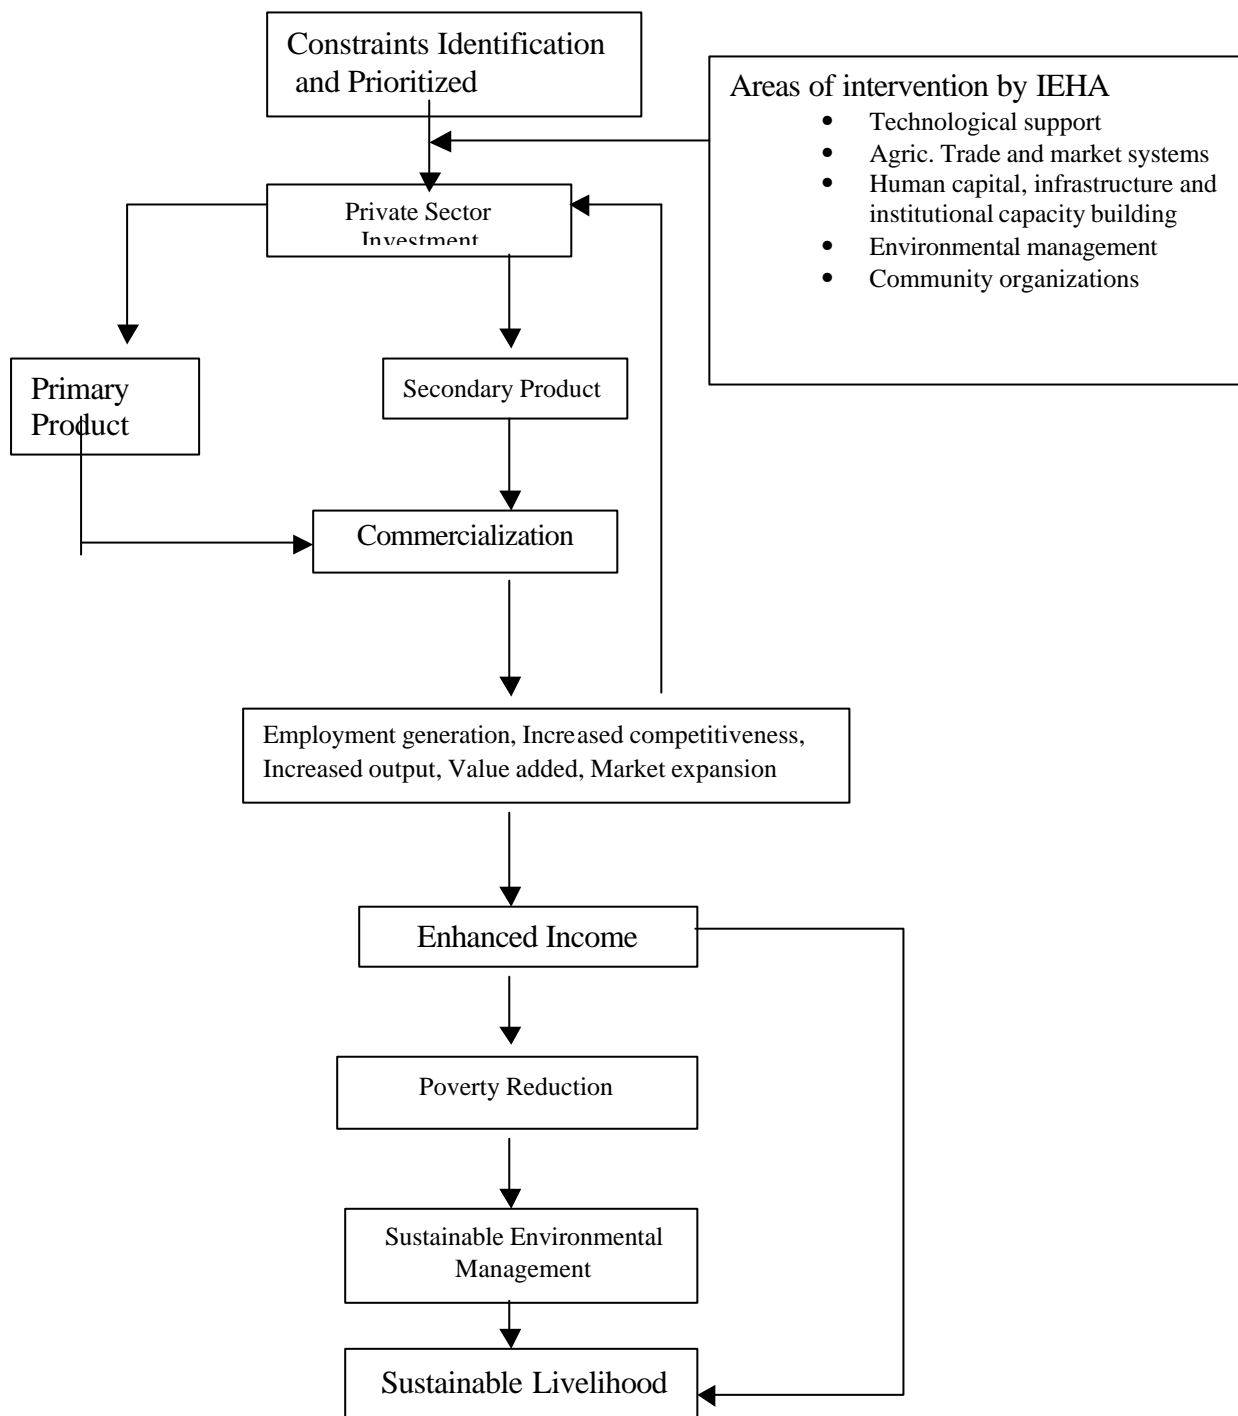 Constraints Identification
and Prioritized
Areas of intervention by IEHA
• Technological support
• Agric. Trade and market systems
• Human capital, infrastructure and
institutional capacity building
• Environmental management
• Community organizations
Private Sector
Investment
Primary
Product
Secondary Product
Commercialization
Employment generation, Increased competitiveness,
Increased output, Value added, Market expansion
Enhanced Income
Poverty Reduction
Sustainable Environmental
Management
Sustainable Livelihood